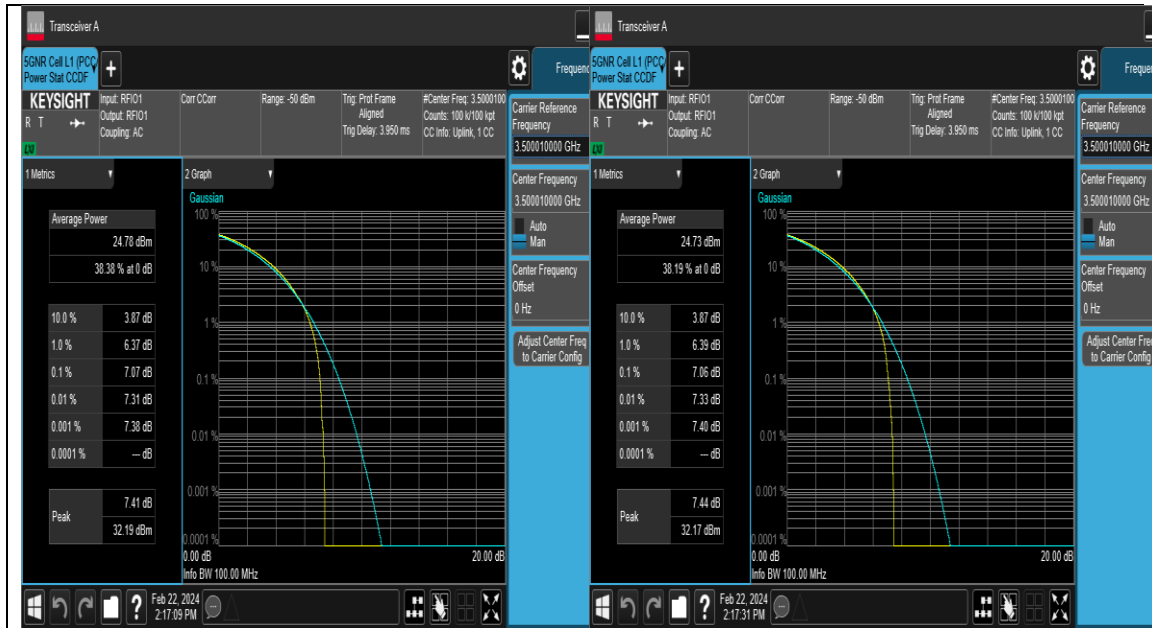 Transceiver A
5GNR Cell L1 (PCC
Power Stat CCDF
+
Frequenc
KEYSIGHT
R T
Input: RFIO1
Output: RFIO1
Coupling: AC
Corr CCorr
Range: -50 dBm
Trig: Prot Frame
Aligned
Trig Delay: 3.950 ms
#Center Freq: 3.5000100
Counts: 100 k/100 kpt
CC Info: Uplink, 1 CC
Carrier Reference
Frequency
3.500010000 GHz
Center Frequency
3.500010000 GHz
Auto
Man
Center Frequency
Offset
0 Hz
Adjust Center Freq
to Carrier Config
1 Metrics
Average Power
24.78 dBm
38.38 % at 0 dB
10.0 % 3.87 dB
1.0 % 6.37 dB
0.1 % 7.07 dB
0.01 % 7.31 dB
0.001 % 7.38 dB
0.0001 % --- dB
Peak
7.41 dB
32.19 dBm
2 Graph
Gaussian
100 %
10 %
1 %
0.1 %
0.01 %
0.001 %
0.0001 %
0.00 dB 20.00 dB
Info BW 100.00 MHz
?
Feb 22, 2024
2:17:09 PM
Transceiver A
5GNR Cell L1 (PCC
Power Stat CCDF
+
Frequen
KEYSIGHT
R T
Input: RFIO1
Output: RFIO1
Coupling: AC
Corr CCorr
Range: -50 dBm
Trig: Prot Frame
Aligned
Trig Delay: 3.950 ms
#Center Freq: 3.5000100
Counts: 100 k/100 kpt
CC Info: Uplink, 1 CC
Carrier Reference
Frequency
3.500010000 GHz
Center Frequency
3.500010000 GHz
Auto
Man
Center Frequency
Offset
0 Hz
Adjust Center Fre
to Carrier Config
1 Metrics
Average Power
24.73 dBm
38.19 % at 0 dB
10.0 % 3.87 dB
1.0 % 6.39 dB
0.1 % 7.06 dB
0.01 % 7.33 dB
0.001 % 7.40 dB
0.0001 % --- dB
Peak
7.44 dB
32.17 dBm
2 Graph
Gaussian
100 %
10 %
1 %
0.1 %
0.01 %
0.001 %
0.0001 %
0.00 dB 20.00 dB
Info BW 100.00 MHz
?
Feb 22, 2024
2:17:31 PM